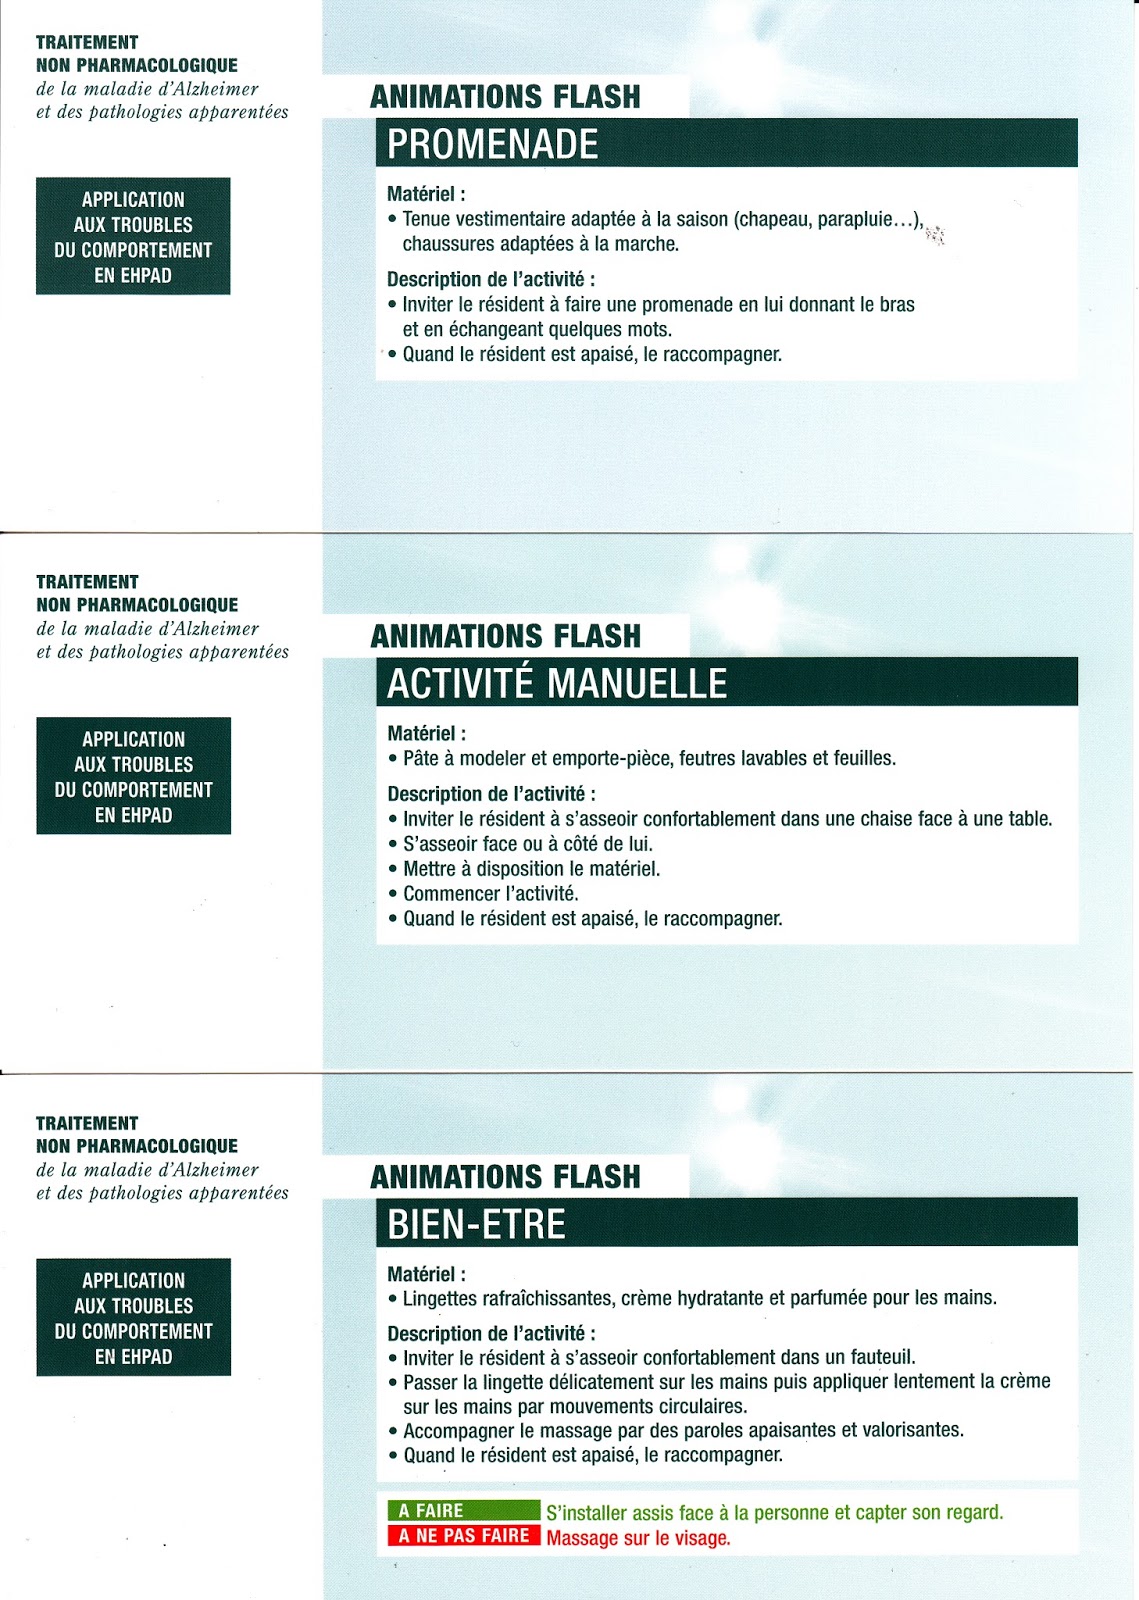 TRAITEMENT
NON PHARMACOLOGIQUE
de la maladie d'Alzheimer
et des pathologies apparentées
APPLICATION
AUX TROUBLES
DU COMPORTEMENT
EN EHPAD
ANIMATIONS FLASH
PROMENADE
Matériel :
• Tenue vestimentaire adaptée à la saison (chapeau, parapluie…),
chaussures adaptées à la marche.
Description de l'activité :
• Inviter le résident à faire une promenade en lui donnant le bras
et en échangeant quelques mots.
• Quand le résident est apaisé, le raccompagner.
TRAITEMENT
NON PHARMACOLOGIQUE
de la maladie d'Alzheimer
et des pathologies apparentées
APPLICATION
AUX TROUBLES
DU COMPORTEMENT
EN EHPAD
ANIMATIONS FLASH
ACTIVITÉ MANUELLE
Matériel :
• Pâte à modeler et emporte-pièce, feutres lavables et feuilles.
Description de l'activité :
• Inviter le résident à s'asseoir confortablement dans une chaise face à une table.
• S'asseoir face ou à côté de lui.
• Mettre à disposition le matériel.
• Commencer l'activité.
• Quand le résident est apaisé, le raccompagner.
TRAITEMENT
NON PHARMACOLOGIQUE
de la maladie d'Alzheimer
et des pathologies apparentées
APPLICATION
AUX TROUBLES
DU COMPORTEMENT
EN EHPAD
ANIMATIONS FLASH
BIEN-ETRE
Matériel :
• Lingettes rafraîchissantes, crème hydratante et parfumée pour les mains.
Description de l'activité :
• Inviter le résident à s'asseoir confortablement dans un fauteuil.
• Passer la lingette délicatement sur les mains puis appliquer lentement la crème
sur les mains par mouvements circulaires.
• Accompagner le massage par des paroles apaisantes et valorisantes.
• Quand le résident est apaisé, le raccompagner.
A FAIRE S'installer assis face à la personne et capter son regard.
A NE PAS FAIRE Massage sur le visage.